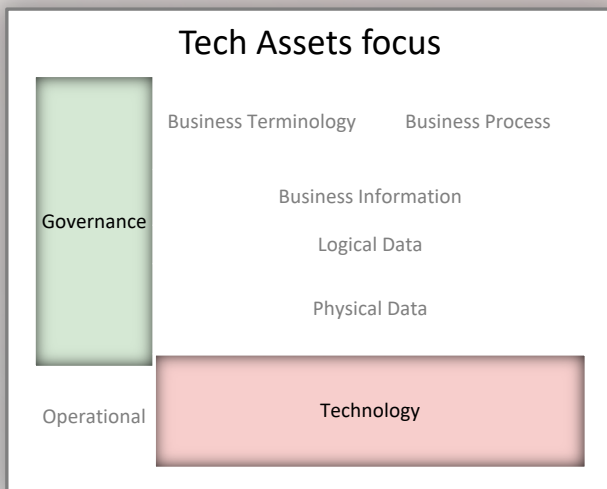 Tech Assets focus
Business Terminology Business Process
Business Information
Governance
Logical Data
Physical Data
Operational
Technology